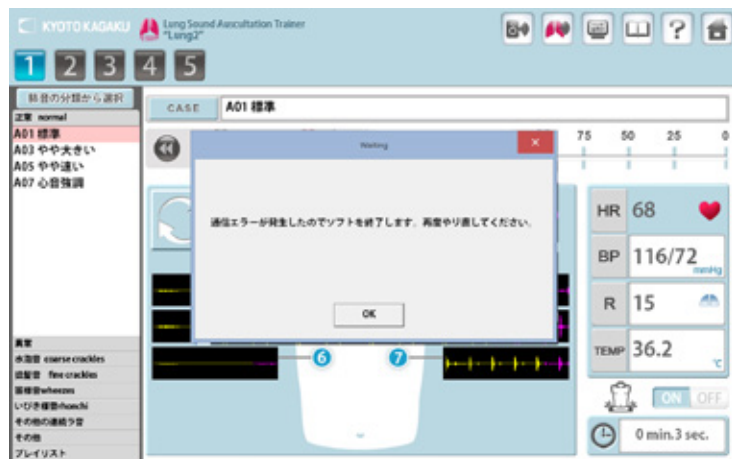 KYOTO KAGAKU
Lung Sound Auscultation Trainer
"Lung2"
1 2 3 4 5
肺音の分類から選択
正常 normal
A01 標準
A03 やや大きい
A05 やや速い
A07 心音強調
CASE A01 標準
75 50 25 0
Waiting
通信エラーが発生したのでソフトを終了します。再度やり直してください。
OK
6 7
HR 68
BP 116/72
mmHg
R 15
TEMP 36.2
℃
ON OFF
0 min.3 sec.
異常
水泡音 coarse crackles
捻髪音 fine crackles
笛様音wheezes
いびき様音rhonchi
その他の連続ラ音
その他
プレイリスト